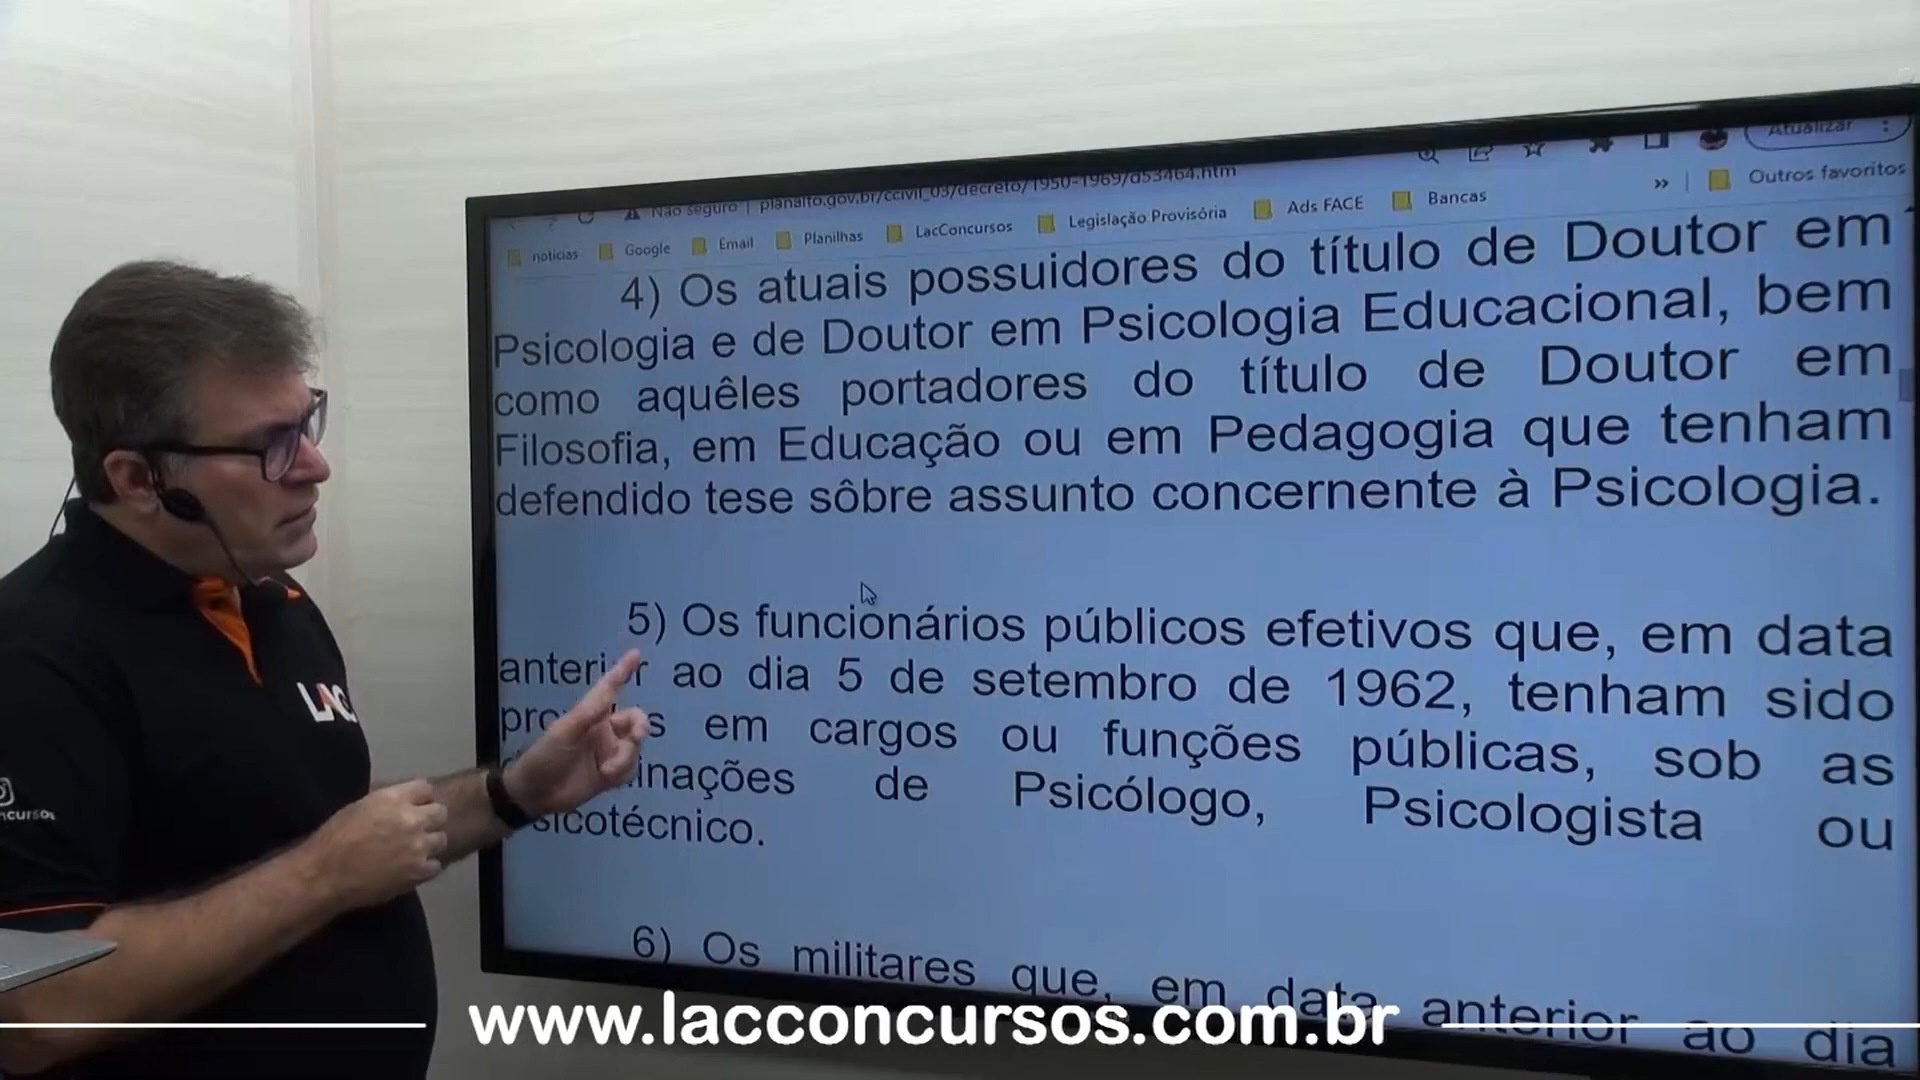 Atualizar
Não seguro | planalto.gov.br/ccivil_03/decreto/1950-1969/d53464.htm
notícias Google Email Planilhas LacConcursos Legislação Provisória Ads FACE Bancas » Outros favoritos
4) Os atuais possuidores do título de Doutor em
Psicologia e de Doutor em Psicologia Educacional, bem
como aquêles portadores do título de Doutor em
Filosofia, em Educação ou em Pedagogia que tenham
defendido tese sôbre assunto concernente à Psicologia.
5) Os funcionários públicos efetivos que, em data
anterior ao dia 5 de setembro de 1962, tenham sido
em cargos ou funções públicas, sob as
de Psicólogo, Psicologista ou
sicotécnico.
6) Os militares que, em data anterior ao dia
LAC
ncursos
www.lacconcursos.com.br